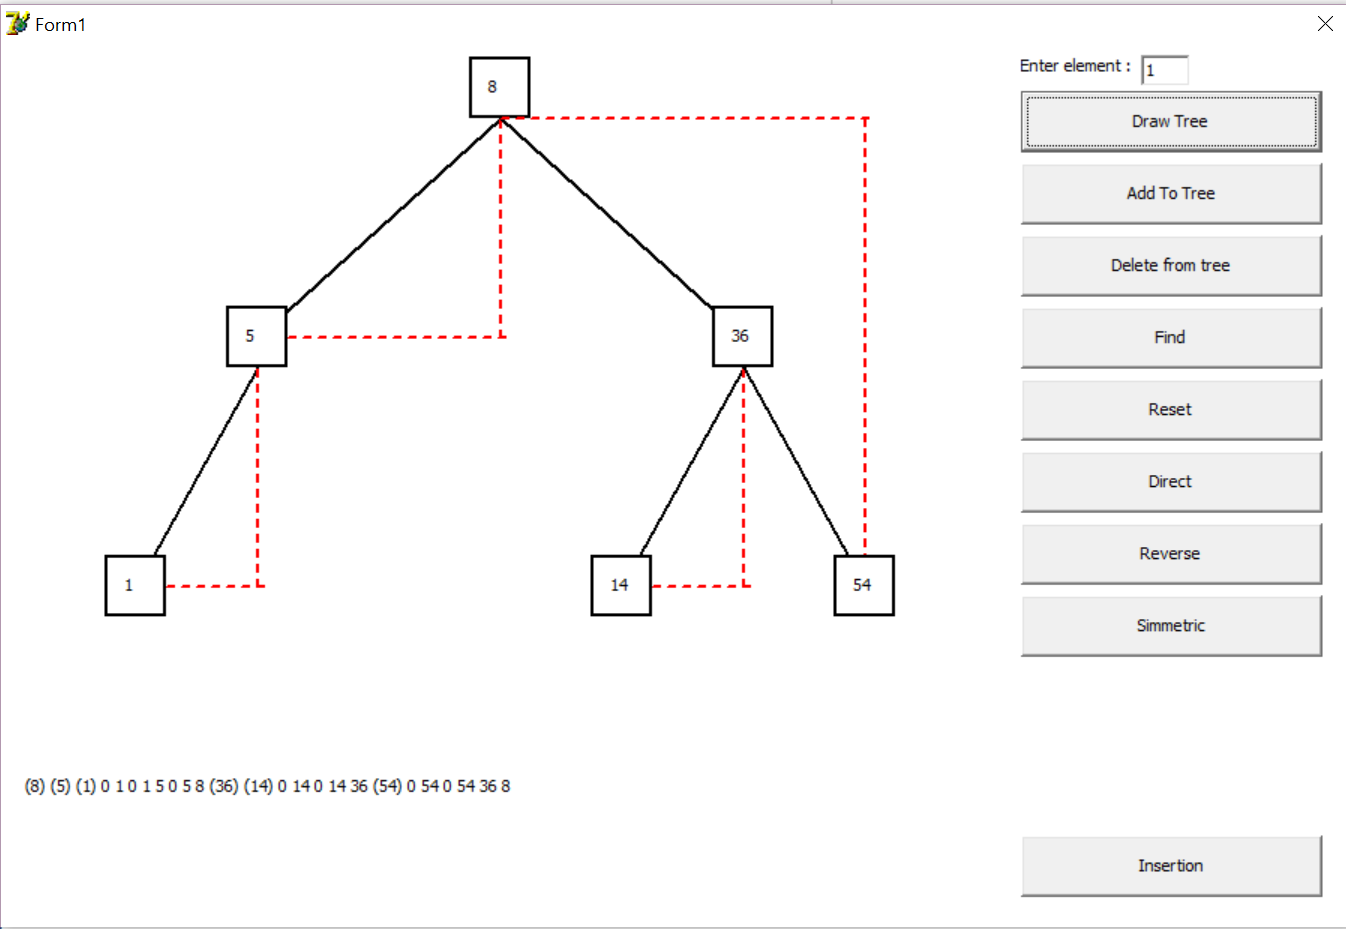 Form1
Enter element :
1
Draw Tree
Add To Tree
Delete from tree
Find
Reset
Direct
Reverse
Simmetric
8
5
36
1
14
54
(8) (5) (1) 0 1 0 1 5 0 5 8 (36) (14) 0 14 0 14 36 (54) 0 54 0 54 36 8
Insertion